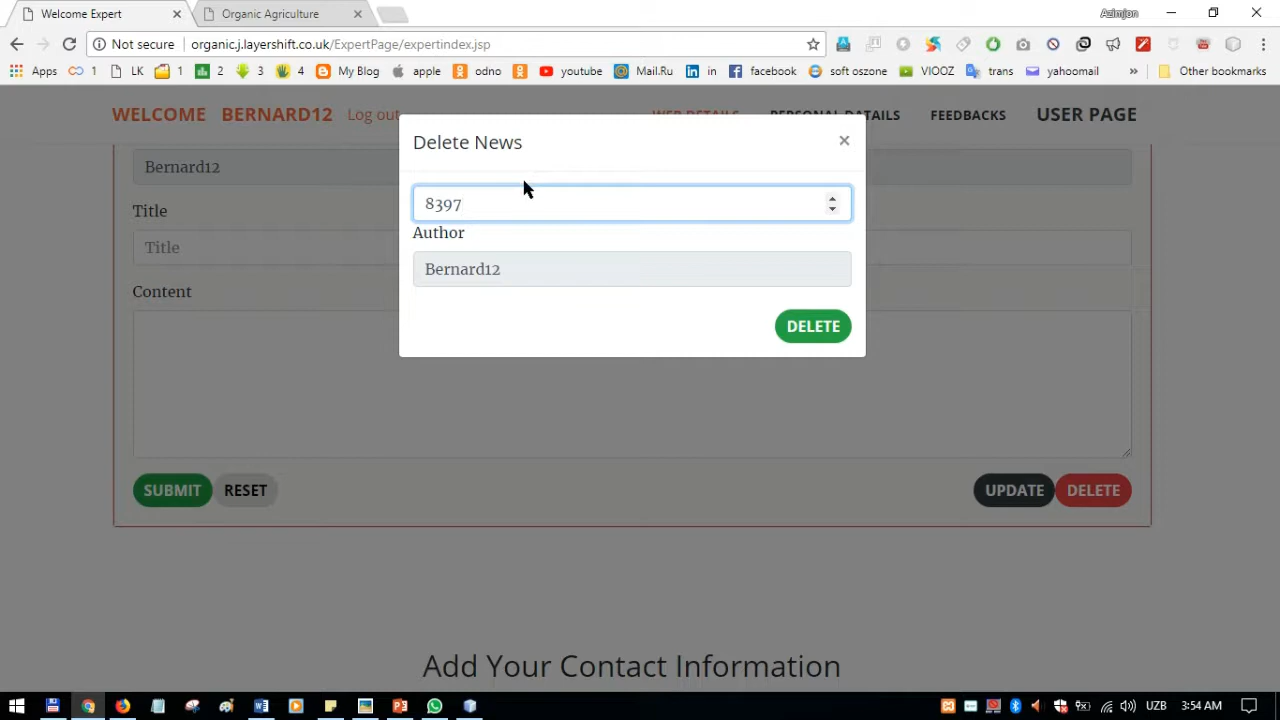 Welcome Expert
Organic Agriculture
Azimjon
Not secure organic.j.layershift.co.uk/ExpertPage/expertindex.jsp
Apps 1 LK 1 2 3 4 My Blog apple odno youtube Mail.Ru in facebook soft oszone VIOOZ trans yahoomail » Other bookmarks
WELCOME BERNARD12 Log out WEB DETAILS PERSONAL DATAILS FEEDBACKS USER PAGE
Delete News ×
8397
Author
Bernard12
DELETE
Bernard12
Title
Title
Content
SUBMIT RESET UPDATE DELETE
Add Your Contact Information
UZB 3:54 AM